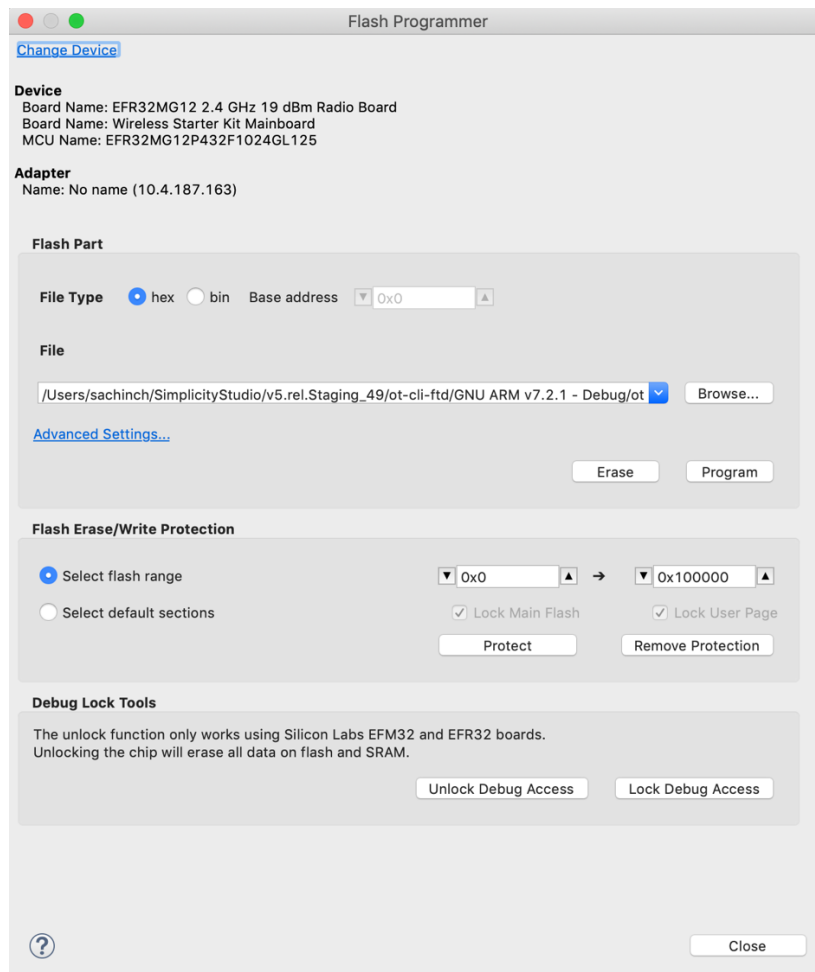 Flash Programmer
Change Device
Device
Board Name: EFR32MG12 2.4 GHz 19 dBm Radio Board
Board Name: Wireless Starter Kit Mainboard
MCU Name: EFR32MG12P432F1024GL125
Adapter
Name: No name (10.4.187.163)
Flash Part
File Type hex bin Base address 0x0
File
/Users/sachinch/SimplicityStudio/v5.rel.Staging_49/ot-cli-ftd/GNU ARM v7.2.1 - Debug/ot Browse...
Advanced Settings...
Erase Program
Flash Erase/Write Protection
Select flash range 0x0 → 0x100000
Select default sections Lock Main Flash Lock User Page
Protect Remove Protection
Debug Lock Tools
The unlock function only works using Silicon Labs EFM32 and EFR32 boards.
Unlocking the chip will erase all data on flash and SRAM.
Unlock Debug Access Lock Debug Access
? Close